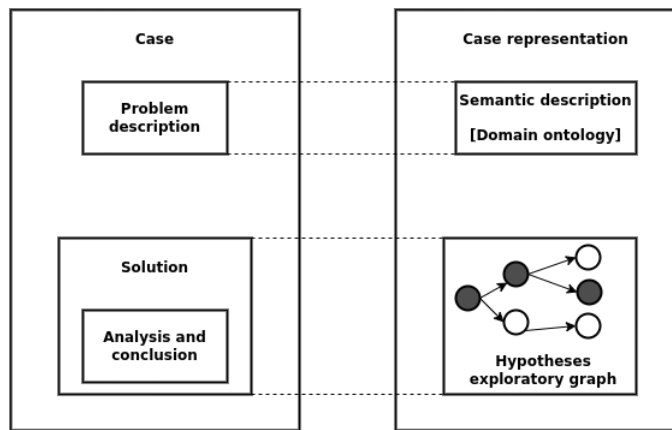 Case
Problem
description
Solution
Analysis and
conclusion
Case representation
Semantic description
[Domain ontology]
Hypotheses
exploratory graph